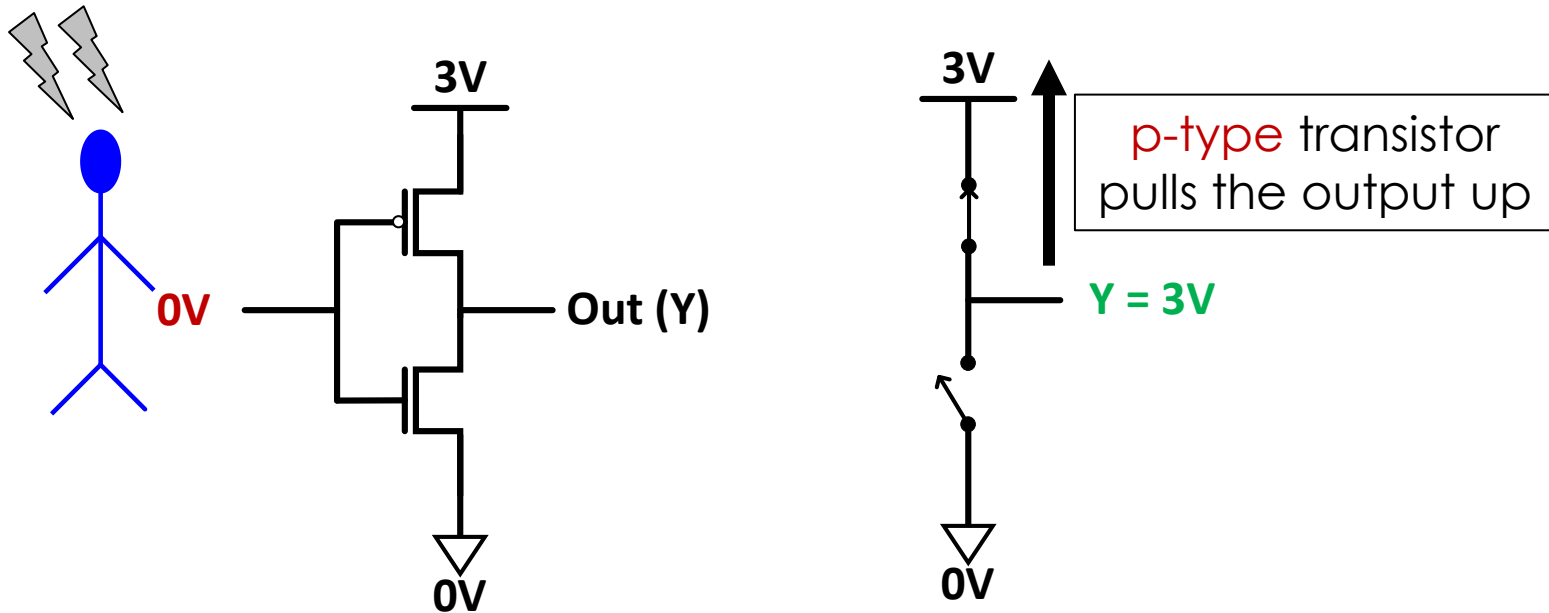 3V
0V
Out (Y)
0V
3V
p-type transistor
pulls the output up
Y = 3V
0V